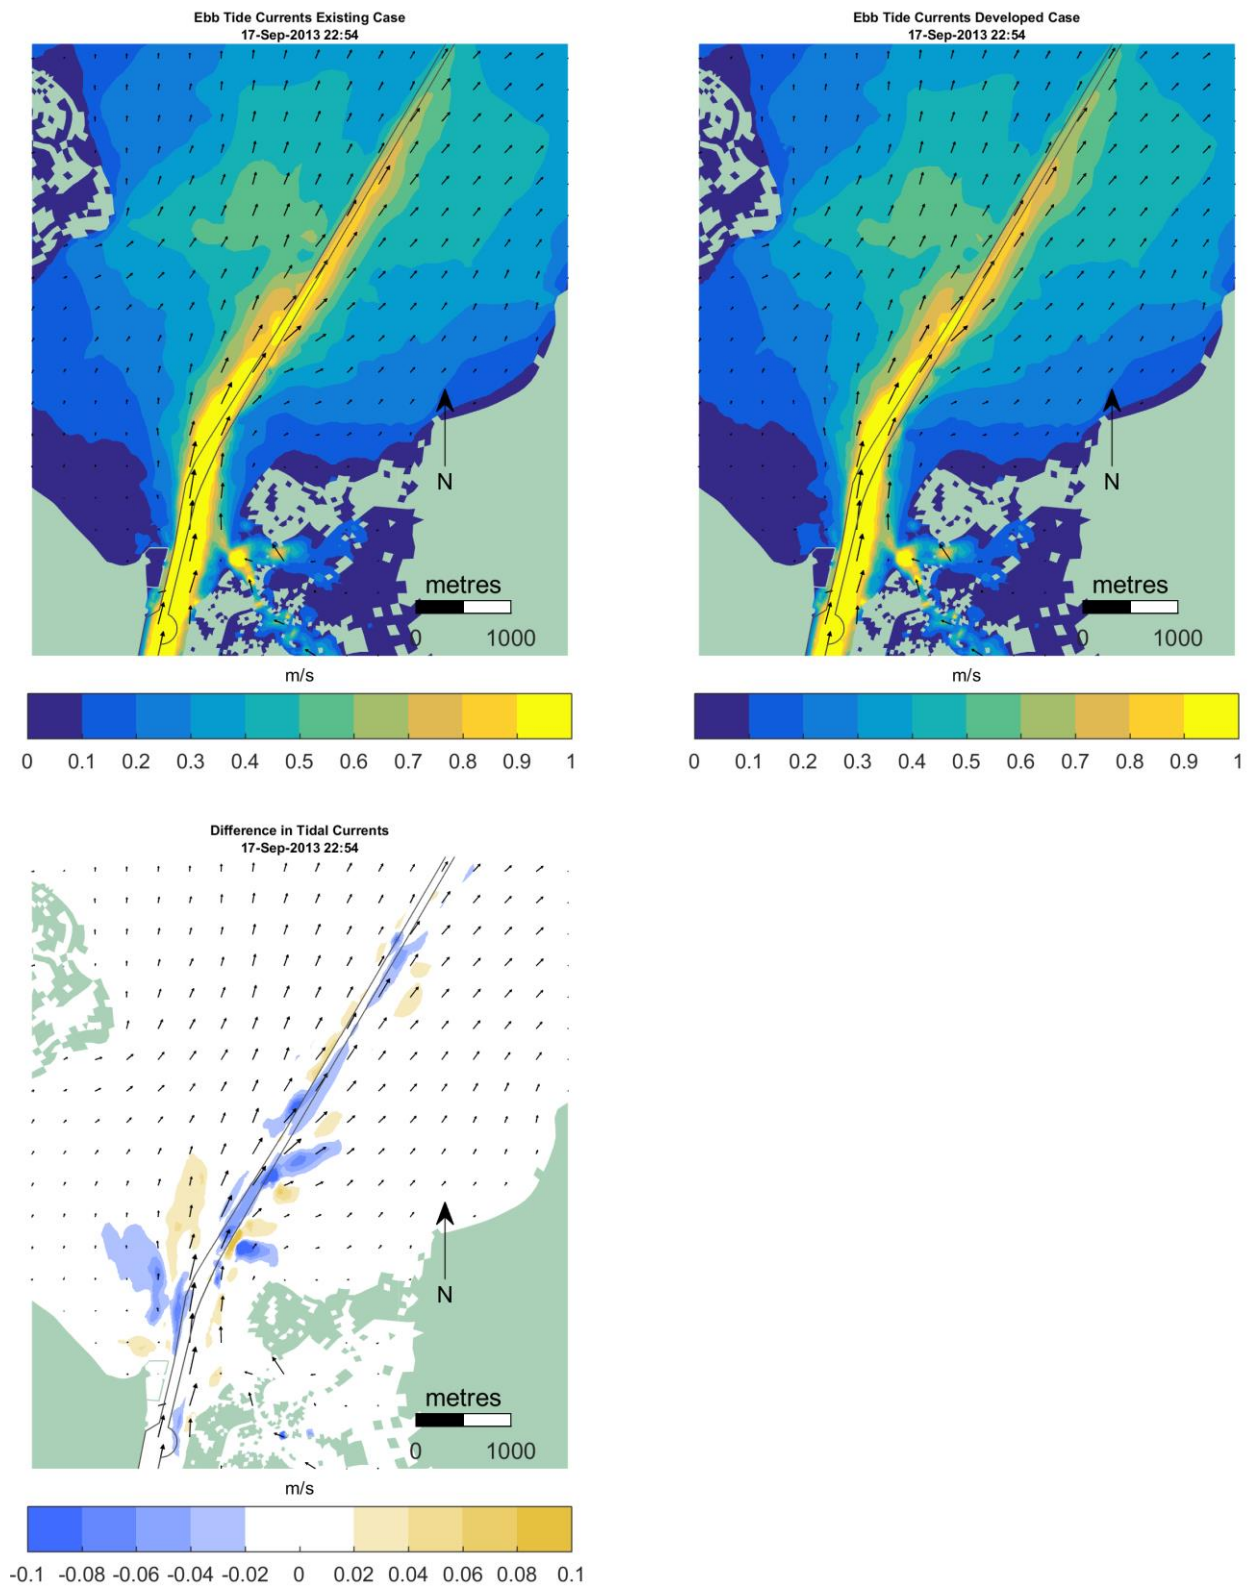 Ebb Tide Currents Existing Case
17-Sep-2013 22:54
N
metres
0 1000
m/s
0 0.1 0.2 0.3 0.4 0.5 0.6 0.7 0.8 0.9 1
Ebb Tide Currents Developed Case
17-Sep-2013 22:54
N
metres
0 1000
m/s
0 0.1 0.2 0.3 0.4 0.5 0.6 0.7 0.8 0.9 1
Difference in Tidal Currents
17-Sep-2013 22:54
N
metres
0 1000
m/s
-0.1 -0.08 -0.06 -0.04 -0.02 0 0.02 0.04 0.06 0.08 0.1